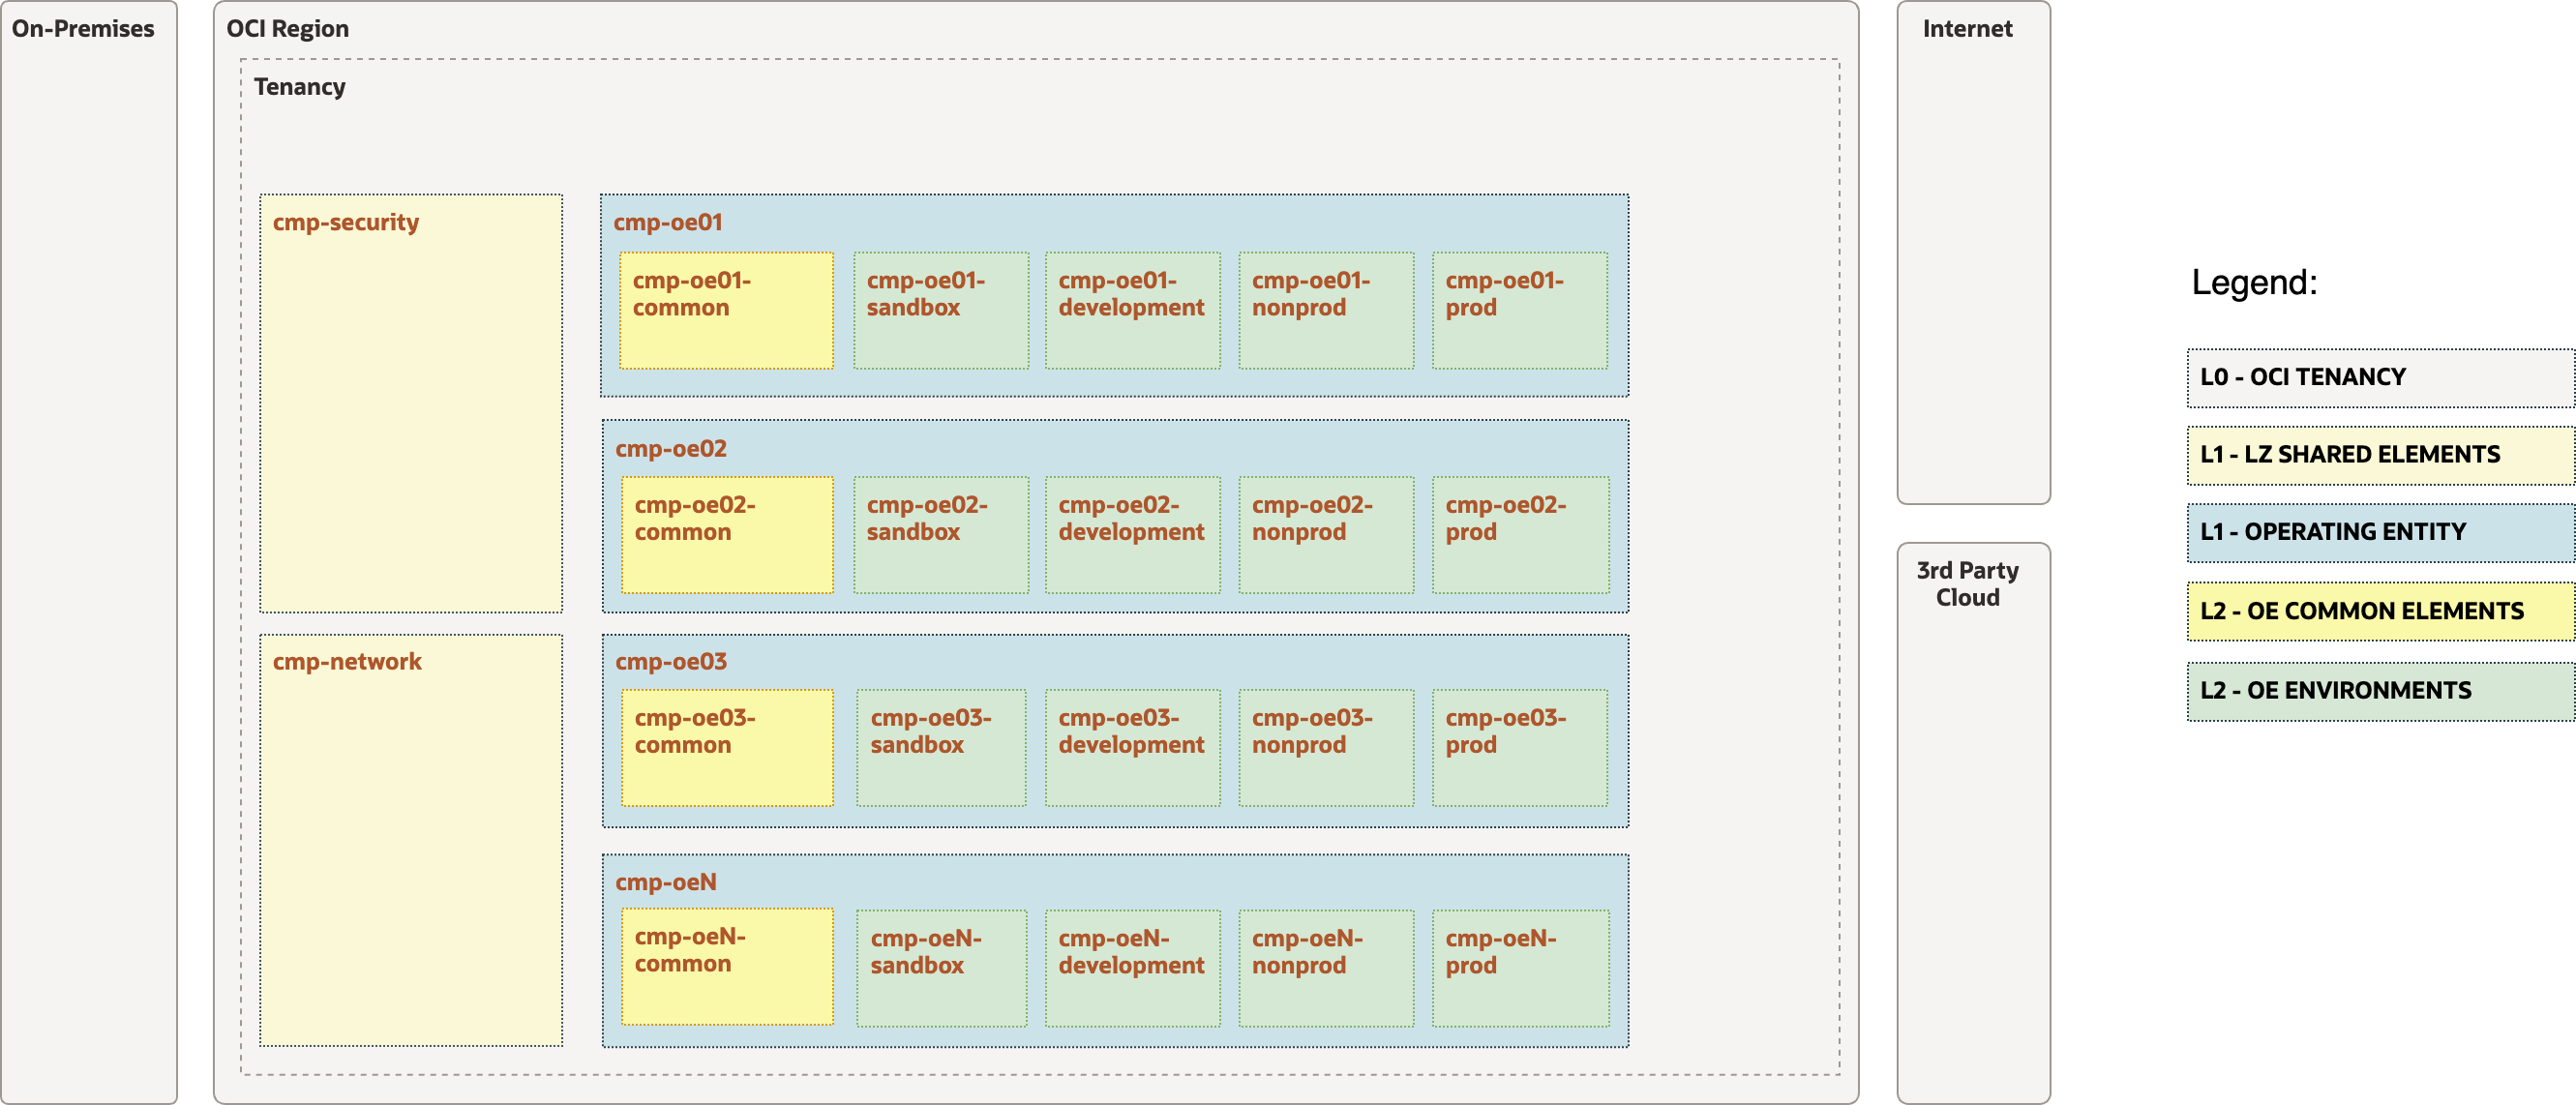 On-Premises
OCI Region
Tenancy
cmp-security
cmp-network
cmp-oe01
cmp-oe01-
common
cmp-oe01-
sandbox
cmp-oe01-
development
cmp-oe01-
nonprod
cmp-oe01-
prod
cmp-oe02
cmp-oe02-
common
cmp-oe02-
sandbox
cmp-oe02-
development
cmp-oe02-
nonprod
cmp-oe02-
prod
cmp-oe03
cmp-oe03-
common
cmp-oe03-
sandbox
cmp-oe03-
development
cmp-oe03-
nonprod
cmp-oe03-
prod
cmp-oeN
cmp-oeN-
common
cmp-oeN-
sandbox
cmp-oeN-
development
cmp-oeN-
nonprod
cmp-oeN-
prod
Internet
3rd Party
Cloud
Legend:
L0 - OCI TENANCY
L1 - LZ SHARED ELEMENTS
L1 - OPERATING ENTITY
L2 - OE COMMON ELEMENTS
L2 - OE ENVIRONMENTS